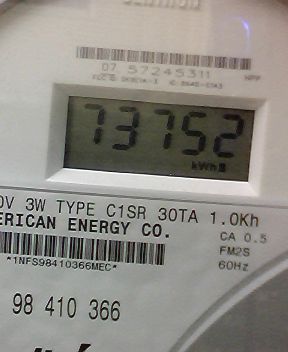 07 57245311
73752
kWh
0V 3W TYPE C1SR 30TA 1.0Kh
ERICAN ENERGY CO.
CA 0.5
FM2S
60Hz
*1NFS98410366MEC*
98 410 366